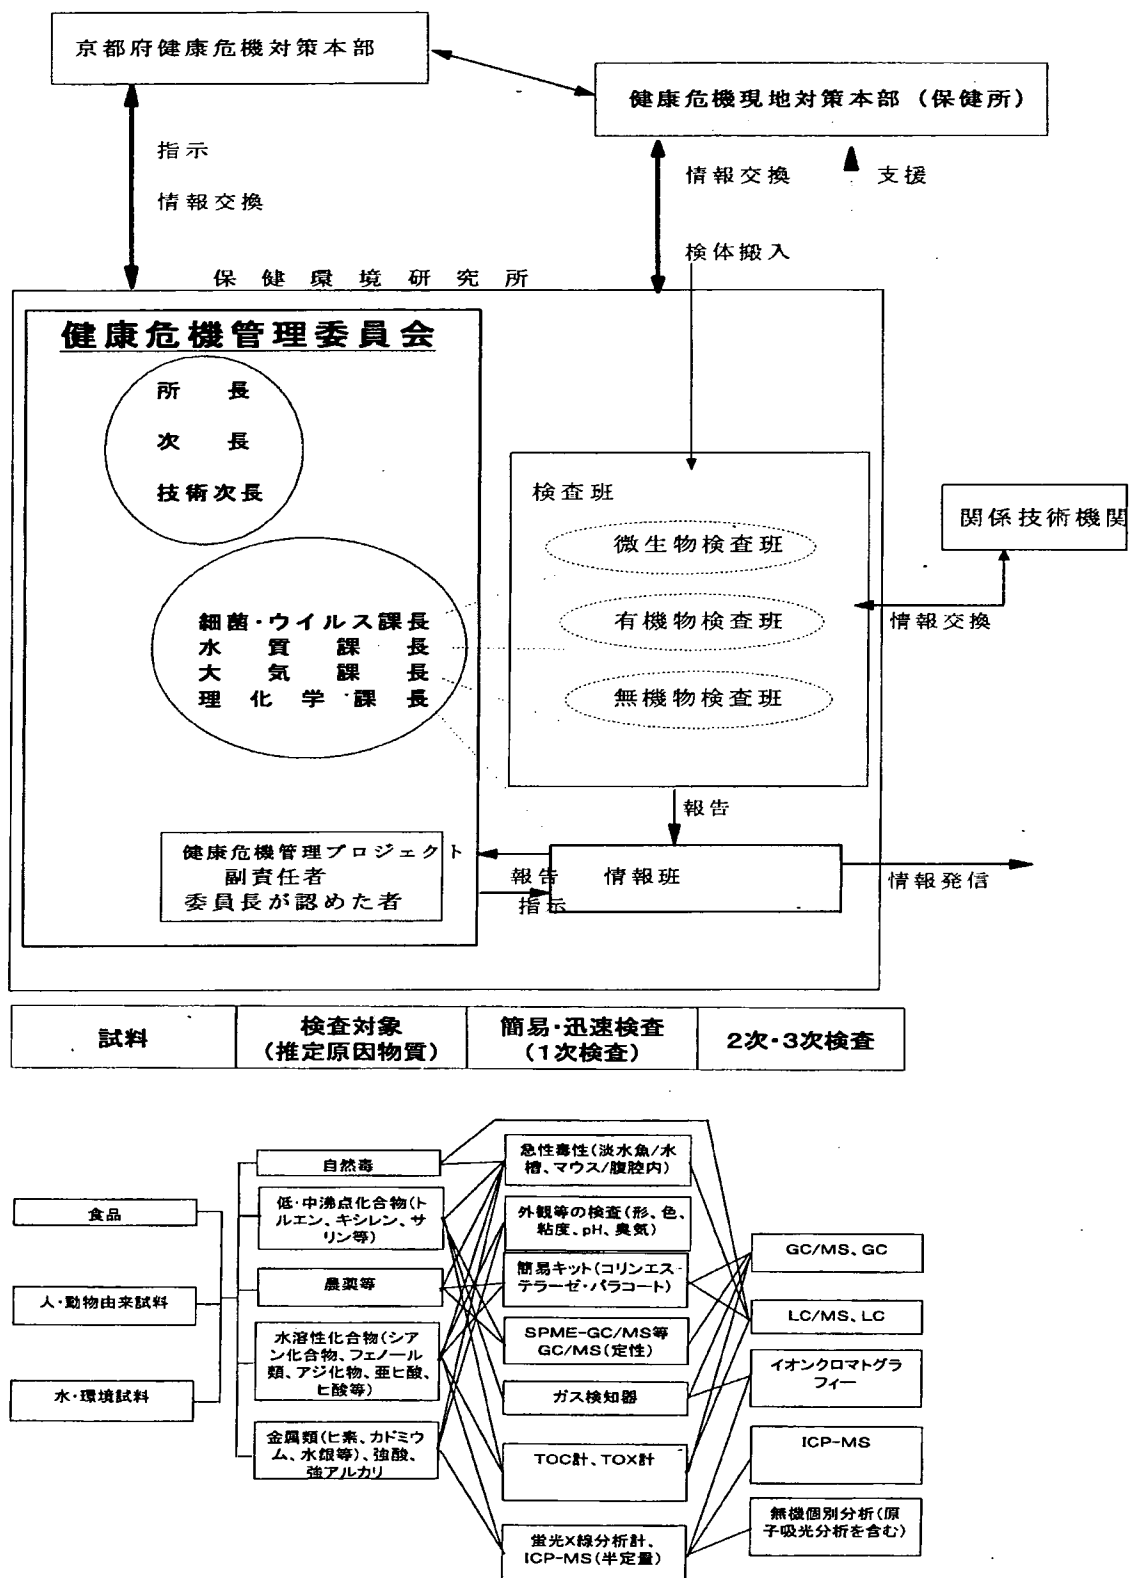 京都府健康危機対策本部
健康危機現地対策本部（保健所）
指示
情報交換
情報交換
支援
検体搬入
保健環境研究所
健康危機管理委員会
所長
次長
技術次長
検査班
微生物検査班
有機物検査班
無機物検査班
関係技術機関
情報交換
細菌・ウイルス課長
水質課長
大気課長
理化学課長
報告
健康危機管理プロジェクト
副責任者
委員長が認めた者
報告
指示
情報班
情報発信
試料
検査対象
(推定原因物質)
簡易・迅速検査
(1次検査)
2次・3次検査
食品
人・動物由来試料
水・環境試料
自然毒
低・中沸点化合物(ト
ルエン、キシレン、サ
リン等)
農薬等
水溶性化合物(シア
ン化合物、フェノール
類、アジ化物、亜ヒ酸、
ヒ酸等)
金属類(ヒ素、カドミウ
ム、水銀等)、強酸、
強アルカリ
急性毒性(淡水魚/水
槽、マウス/腹腔内)
外観等の検査(形、色、
粘度、pH、臭気)
簡易キット(コリンエス
テラーゼ・パラコート)
SPME-GC/MS等
GC/MS(定性)
ガス検知器
TOC計、TOX計
蛍光X線分析計、
ICP-MS(半定量)
GC/MS、GC
LC/MS、LC
イオンクロマトグラ
フィー
ICP-MS
無機個別分析(原
子吸光分析を含む)